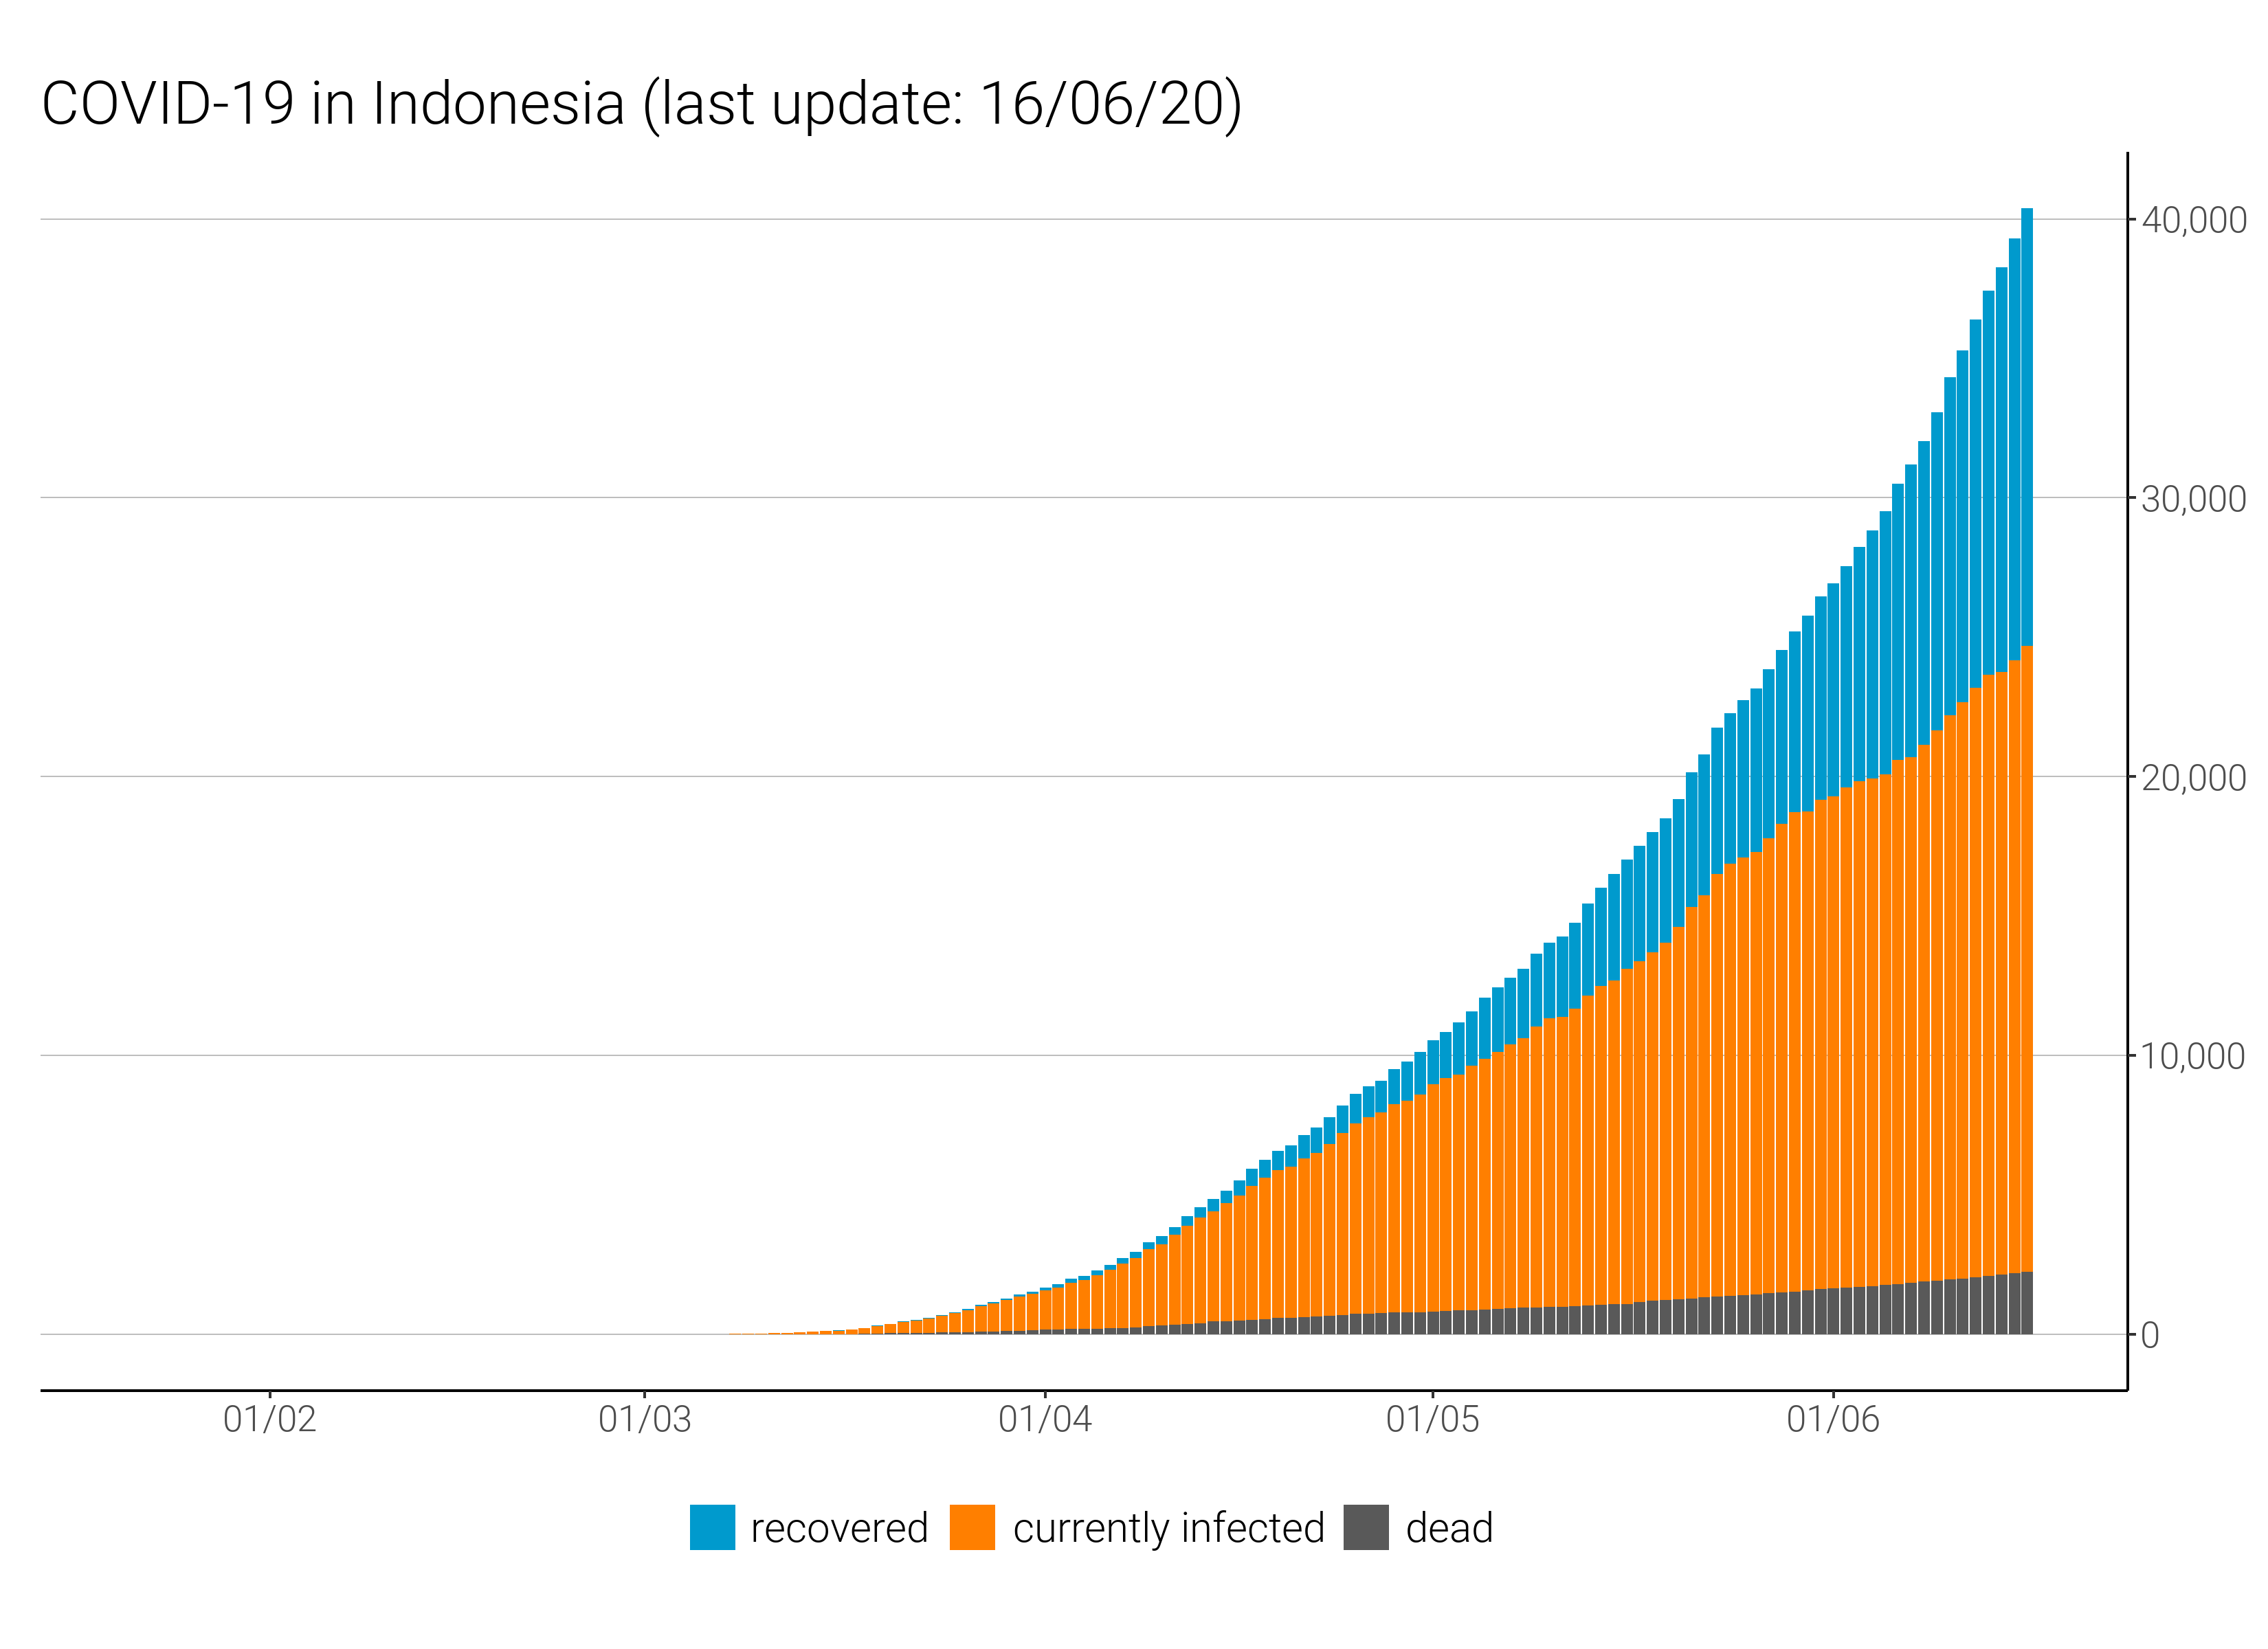 COVID-19 in Indonesia (last update: 16/06/20)
40,000
30,000
20,000
10,000
0
01/02 01/03 01/04 01/05 01/06
recovered currently infected dead